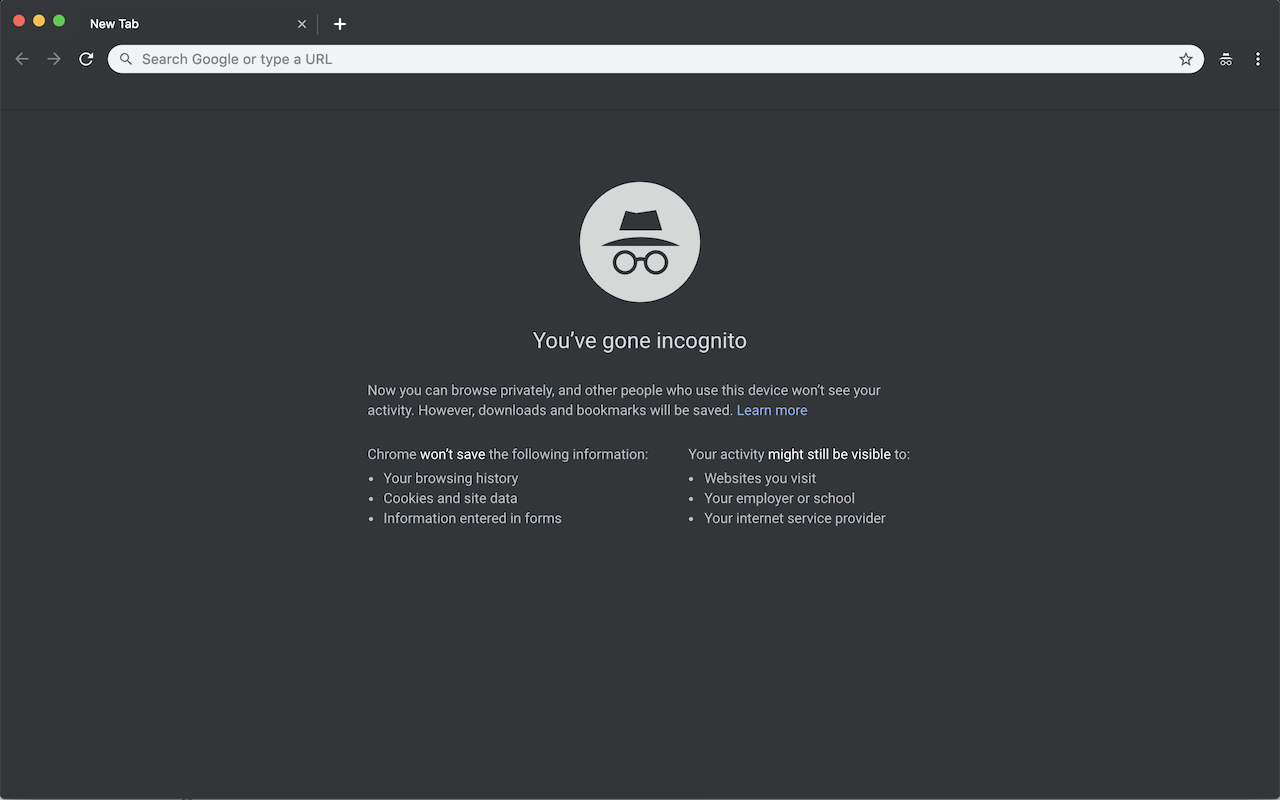 New Tab
Search Google or type a URL
You’ve gone incognito
Now you can browse privately, and other people who use this device won’t see your
activity. However, downloads and bookmarks will be saved. Learn more
Chrome won’t save the following information:
• Your browsing history
• Cookies and site data
• Information entered in forms
Your activity might still be visible to:
• Websites you visit
• Your employer or school
• Your internet service provider